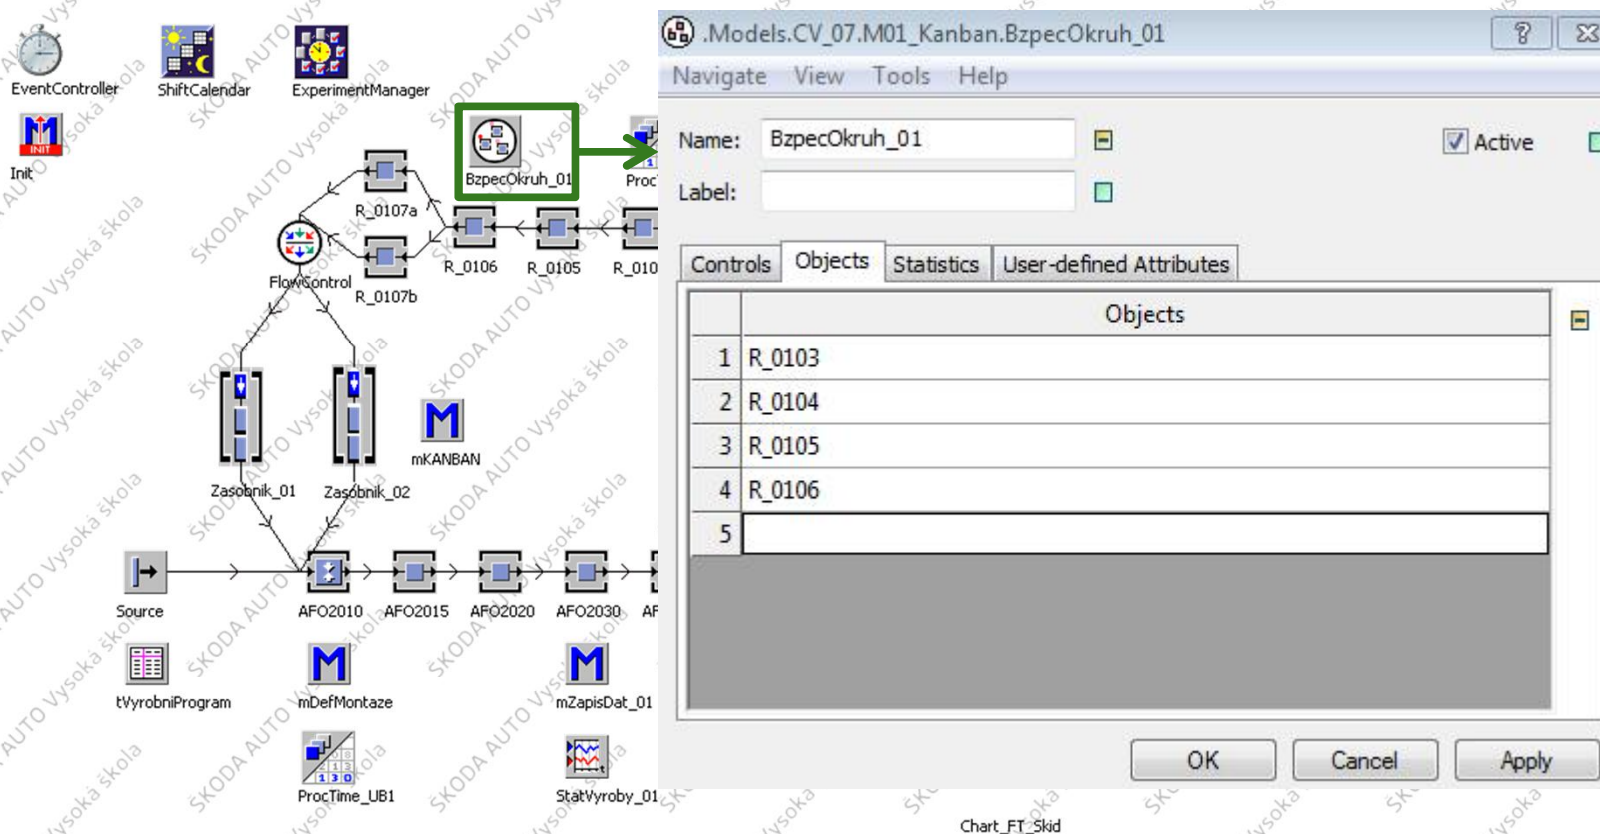 .Models.CV_07.M01_Kanban.BzpecOkruh_01
Navigate View Tools Help
Name: BzpecOkruh_01
Active
Label:
Controls Objects Statistics User-defined Attributes
Objects
1 R_0103
2 R_0104
3 R_0105
4 R_0106
5
OK Cancel Apply
EventController
ShiftCalendar
ExperimentManager
INIT
Init
BzpecOkruh_01
R_0107a
R_0106
R_0105
R_010
FlowControl
R_0107b
mKANBAN
Zasobnik_01
Zasobnik_02
Source
AFO2010
AFO2015
AFO2020
AFO2030
AF
tVyrobniProgram
mDefMontaze
mZapisDat_01
ProcTime_UB1
StatVyroby_01
Chart_FT_Skid
ŠKODA AUTO Vysoká škola